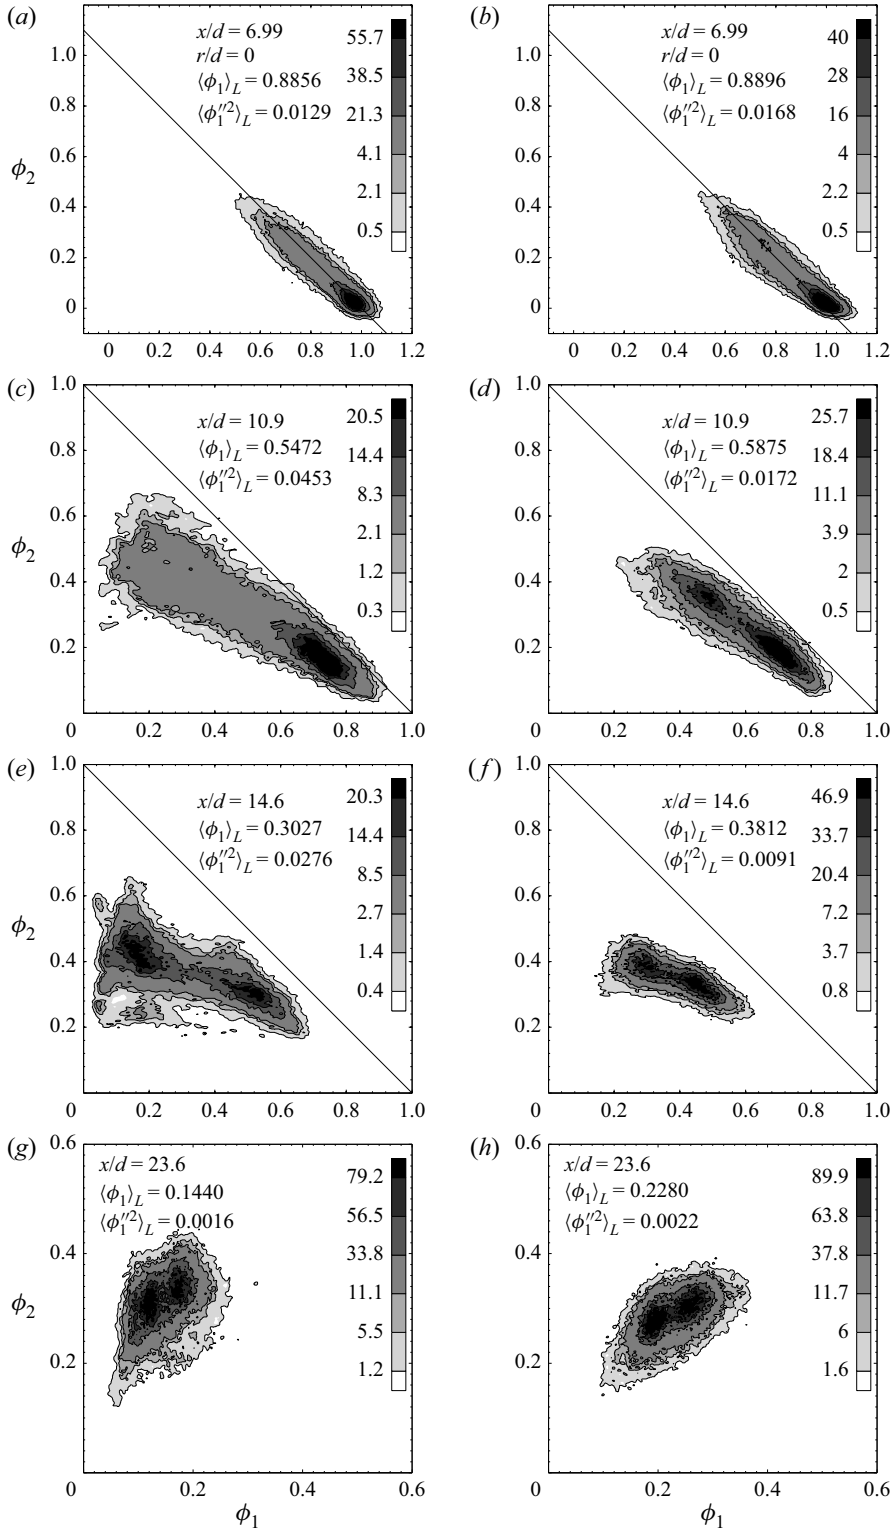 (a)
x/d = 6.99
r/d = 0
⟨ϕ₁⟩L = 0.8856
⟨ϕ₁″²⟩L = 0.0129
55.7
38.5
21.3
4.1
2.1
0.5
1.0
0.8
0.6
0.4
0.2
0
ϕ₂
0 0.2 0.4 0.6 0.8 1.0 1.2
(b)
x/d = 6.99
r/d = 0
⟨ϕ₁⟩L = 0.8896
⟨ϕ₁″²⟩L = 0.0168
40
28
16
4
2.2
0.5
1.0
0.8
0.6
0.4
0.2
0
0 0.2 0.4 0.6 0.8 1.0 1.2
(c)
x/d = 10.9
⟨ϕ₁⟩L = 0.5472
⟨ϕ₁″²⟩L = 0.0453
20.5
14.4
8.3
2.1
1.2
0.3
1.0
0.8
0.6
0.4
0.2
ϕ₂
0 0.2 0.4 0.6 0.8 1.0
(d)
x/d = 10.9
⟨ϕ₁⟩L = 0.5875
⟨ϕ₁″²⟩L = 0.0172
25.7
18.4
11.1
3.9
2
0.5
1.0
0.8
0.6
0.4
0.2
0 0.2 0.4 0.6 0.8 1.0
(e)
x/d = 14.6
⟨ϕ₁⟩L = 0.3027
⟨ϕ₁″²⟩L = 0.0276
20.3
14.4
8.5
2.7
1.4
0.4
1.0
0.8
0.6
0.4
0.2
ϕ₂
0 0.2 0.4 0.6 0.8 1.0
(f)
x/d = 14.6
⟨ϕ₁⟩L = 0.3812
⟨ϕ₁″²⟩L = 0.0091
46.9
33.7
20.4
7.2
3.7
0.8
1.0
0.8
0.6
0.4
0.2
0 0.2 0.4 0.6 0.8 1.0
(g)
x/d = 23.6
⟨ϕ₁⟩L = 0.1440
⟨ϕ₁″²⟩L = 0.0016
79.2
56.5
33.8
11.1
5.5
1.2
0.6
0.4
0.2
ϕ₂
0 0.2 0.4 0.6
ϕ₁
(h)
x/d = 23.6
⟨ϕ₁⟩L = 0.2280
⟨ϕ₁″²⟩L = 0.0022
89.9
63.8
37.8
11.7
6
1.6
0.6
0.4
0.2
0 0.2 0.4 0.6
ϕ₁